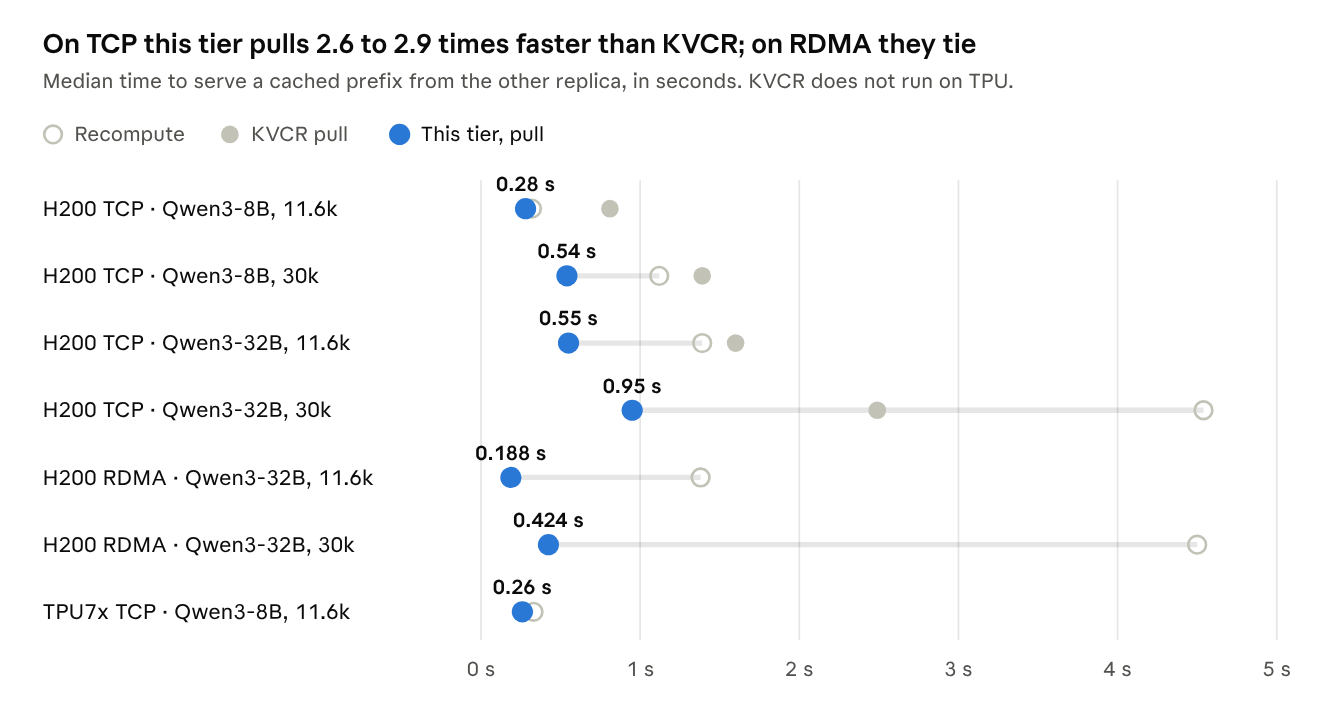 On TCP this tier pulls 2.6 to 2.9 times faster than KVCR; on RDMA they tie
Median time to serve a cached prefix from the other replica, in seconds. KVCR does not run on TPU.
Recompute KVCR pull This tier, pull
0.28 s
H200 TCP · Qwen3-8B, 11.6k
0.54 s
H200 TCP · Qwen3-8B, 30k
0.55 s
H200 TCP · Qwen3-32B, 11.6k
0.95 s
H200 TCP · Qwen3-32B, 30k
0.188 s
H200 RDMA · Qwen3-32B, 11.6k
0.424 s
H200 RDMA · Qwen3-32B, 30k
0.26 s
TPU7x TCP · Qwen3-8B, 11.6k
0 s 1 s 2 s 3 s 4 s 5 s